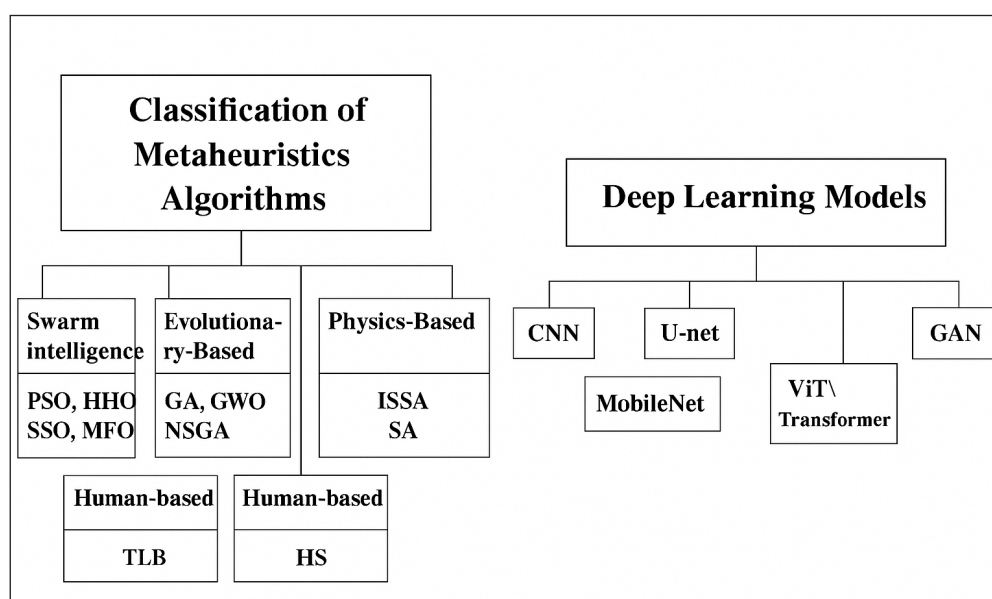 Classification of
Metaheuristics
Algorithms
Swarm
intelligence
PSO, HHO
SSO, MFO
Evolutiona-
ry-Based
GA, GWO
NSGA
Physics-Based
ISSA
SA
Human-based
TLB
Human-based
HS
Deep Learning Models
CNN
U-net
GAN
MobileNet
ViT\
Transformer